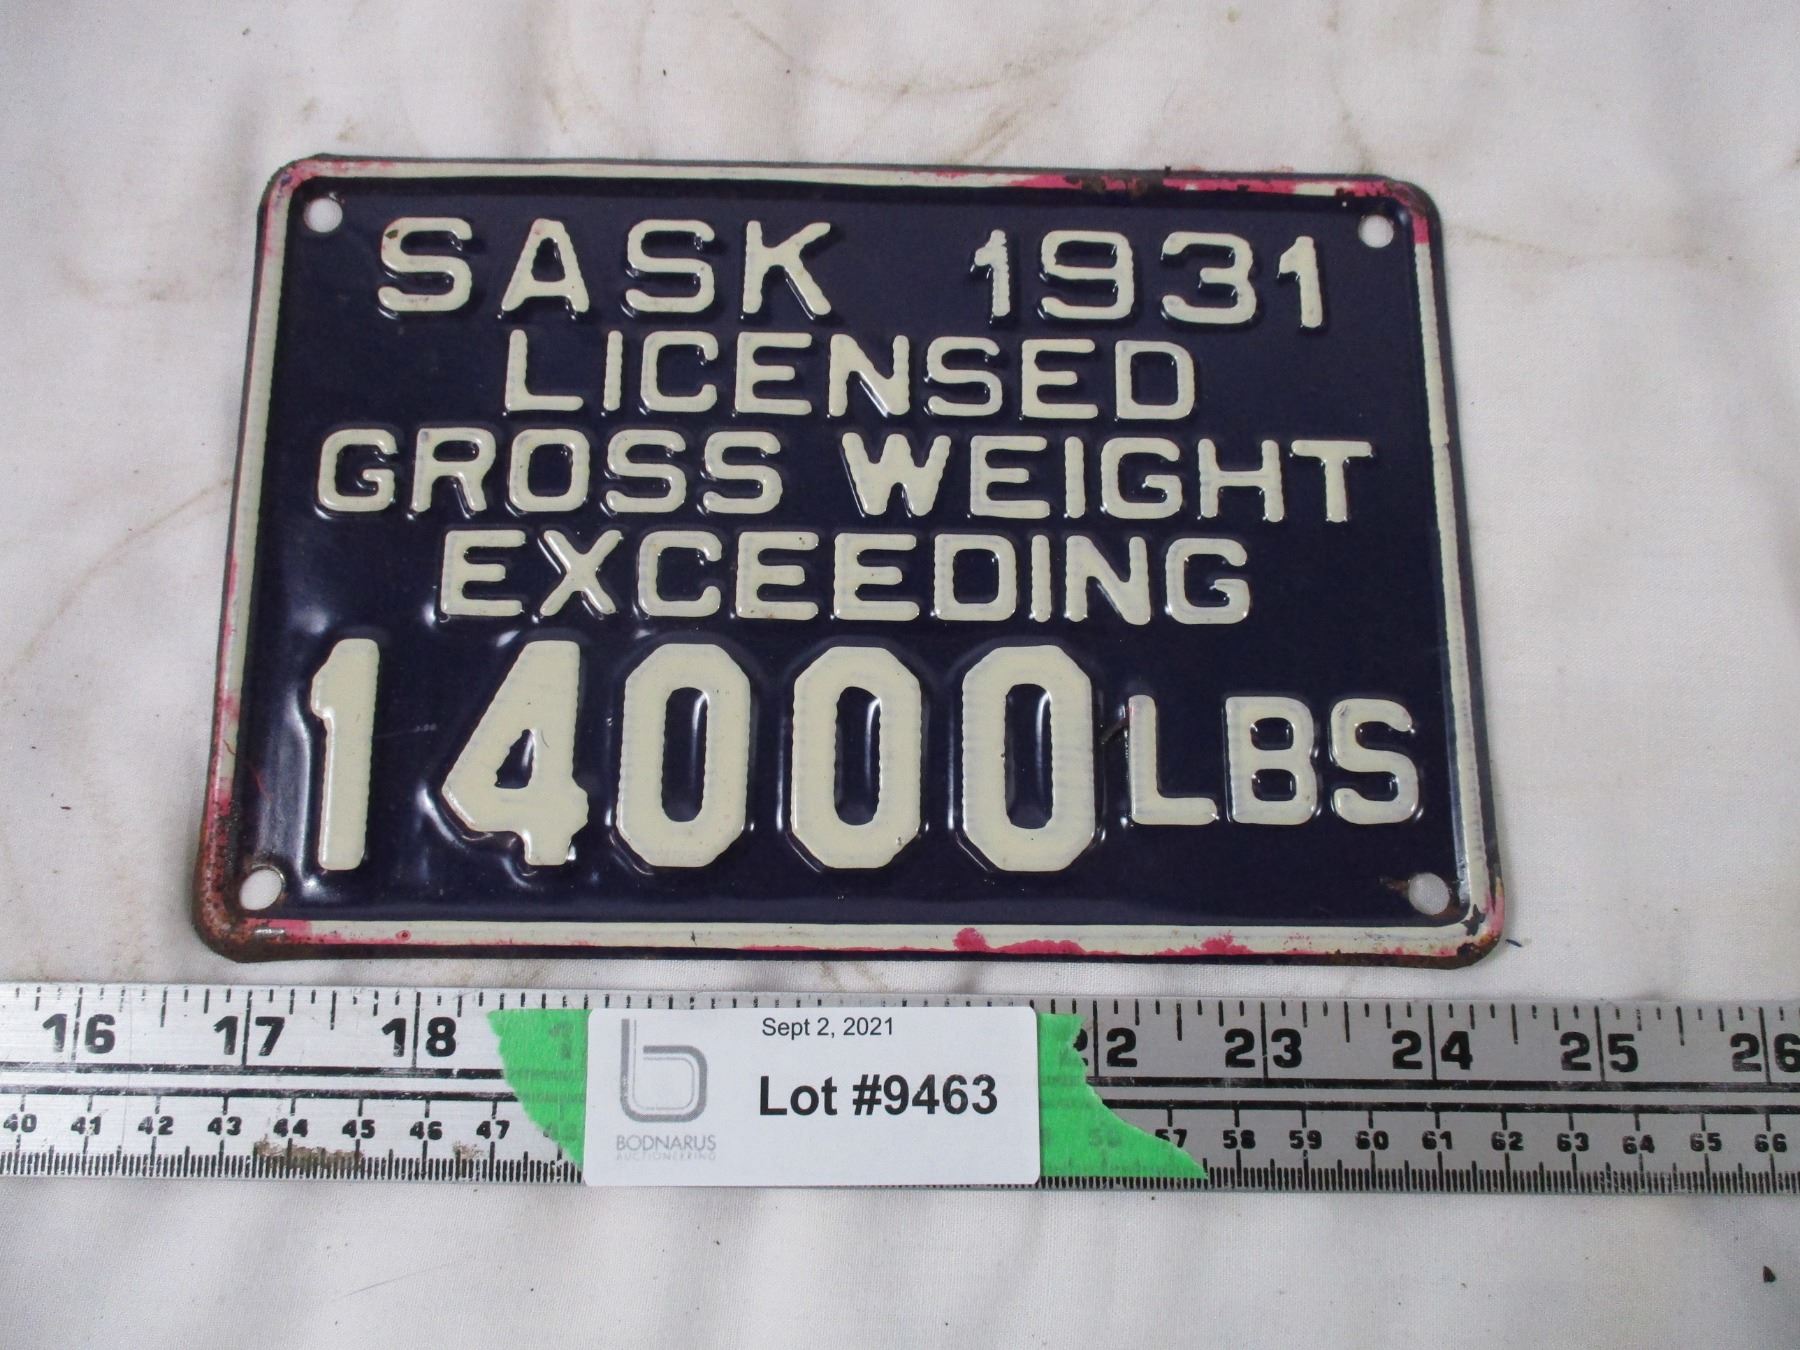 SASK 1931
LICENSED
GROSS WEIGHT
EXCEEDING
14000 LBS
16 17 18 22 23 24 25 26
Sept 2, 2021
Lot #9463
BODNARUS
AUCTIONEERING
40 41 42 43 44 45 46 47 57 58 59 60 61 62 63 64 65 66